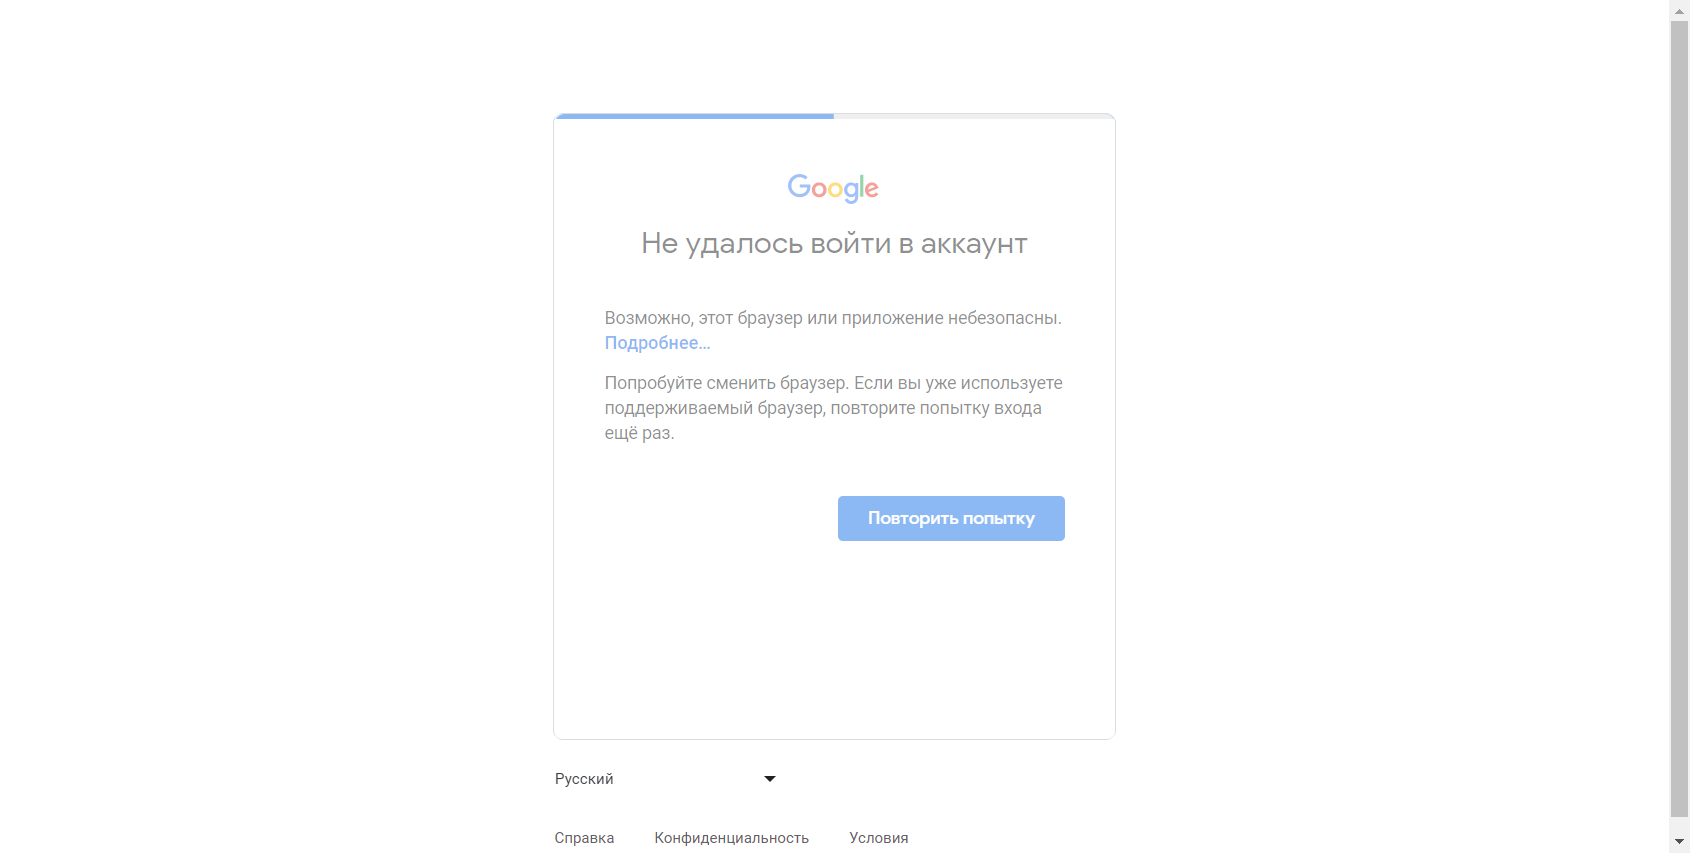 Google
Не удалось войти в аккаунт
Возможно, этот браузер или приложение небезопасны.
Подробнее…
Попробуйте сменить браузер. Если вы уже используете
поддерживаемый браузер, повторите попытку входа
ещё раз.
Повторить попытку
Русский
Справка Конфиденциальность Условия